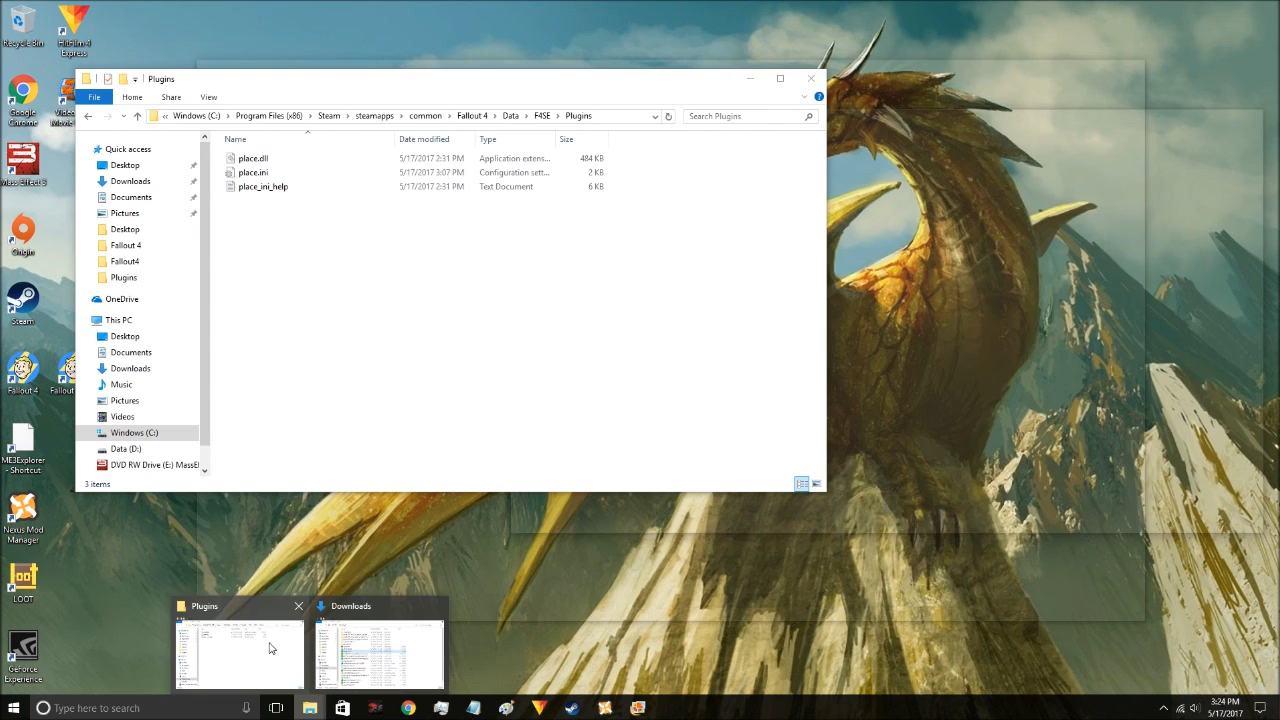 Recycle Bin
HitFilm 4 Express
Plugins
File Home Share View
« Windows (C:) › Program Files (x86) › Steam › steamapps › common › Fallout 4 › Data › F4SE › Plugins
Search Plugins
Name Date modified Type Size
place.dll 5/17/2017 2:31 PM Application extens... 484 KB
place.ini 5/17/2017 3:07 PM Configuration sett... 2 KB
place_ini_help 5/17/2017 2:31 PM Text Document 6 KB
Quick access
Desktop
Downloads
Documents
Pictures
Desktop
Fallout 4
Fallout4
Plugins
OneDrive
This PC
Desktop
Documents
Downloads
Music
Pictures
Videos
Windows (C:)
Data (D:)
DVD RW Drive (E:) MassE
3 items
Google Chrome
Video
Movie
Mass Effect 3
Origin
Steam
Fallout 4
Fallout
ME3Explorer - Shortcut
Nexus Mod Manager
LOOT
GeForce Experience
Plugins
Downloads
Type here to search
3:24 PM
5/17/2017